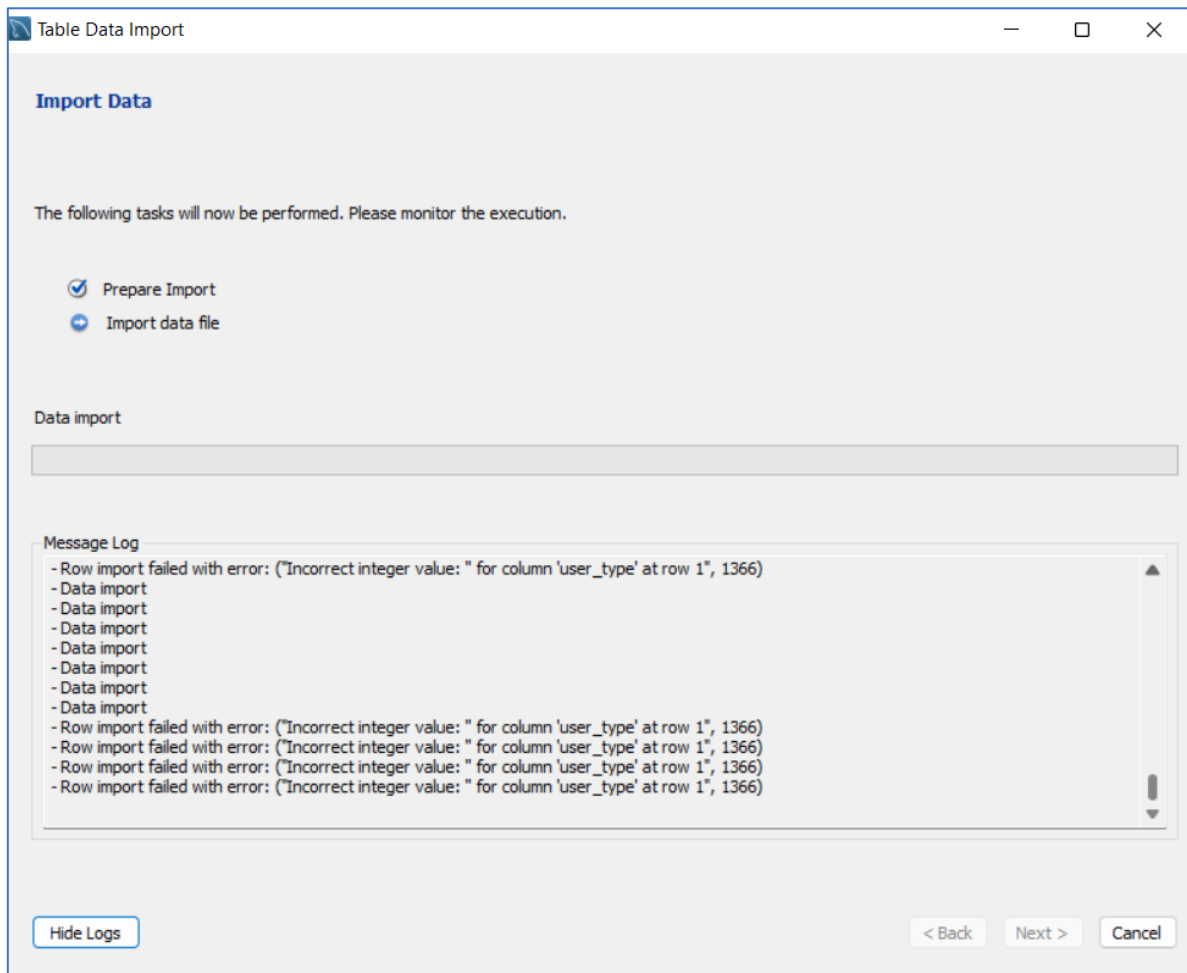 Table Data Import
Import Data
The following tasks will now be performed. Please monitor the execution.
Prepare Import
Import data file
Data import
Message Log
- Row import failed with error: ("Incorrect integer value: '' for column 'user_type' at row 1", 1366)
- Data import
- Data import
- Data import
- Data import
- Data import
- Data import
- Data import
- Row import failed with error: ("Incorrect integer value: '' for column 'user_type' at row 1", 1366)
- Row import failed with error: ("Incorrect integer value: '' for column 'user_type' at row 1", 1366)
- Row import failed with error: ("Incorrect integer value: '' for column 'user_type' at row 1", 1366)
- Row import failed with error: ("Incorrect integer value: '' for column 'user_type' at row 1", 1366)
Hide Logs
< Back
Next >
Cancel